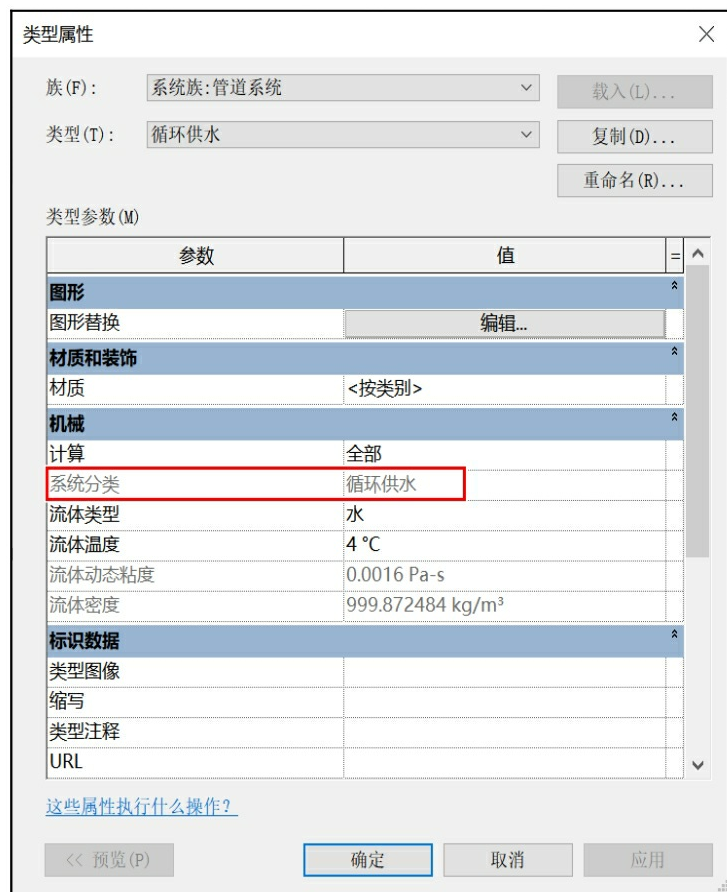 类型属性
族(F): 系统族:管道系统 载入(L)...
类型(T): 循环供水 复制(D)...
重命名(R)...
类型参数(M)
参数 值 =
图形
图形替换 编辑...
材质和装饰
材质 <按类别>
机械
计算 全部
系统分类 循环供水
流体类型 水
流体温度 4 ℃
流体动态粘度 0.0016 Pa-s
流体密度 999.872484 kg/m³
标识数据
类型图像
缩写
类型注释
URL
这些属性执行什么操作?
<< 预览(P) 确定 取消 应用